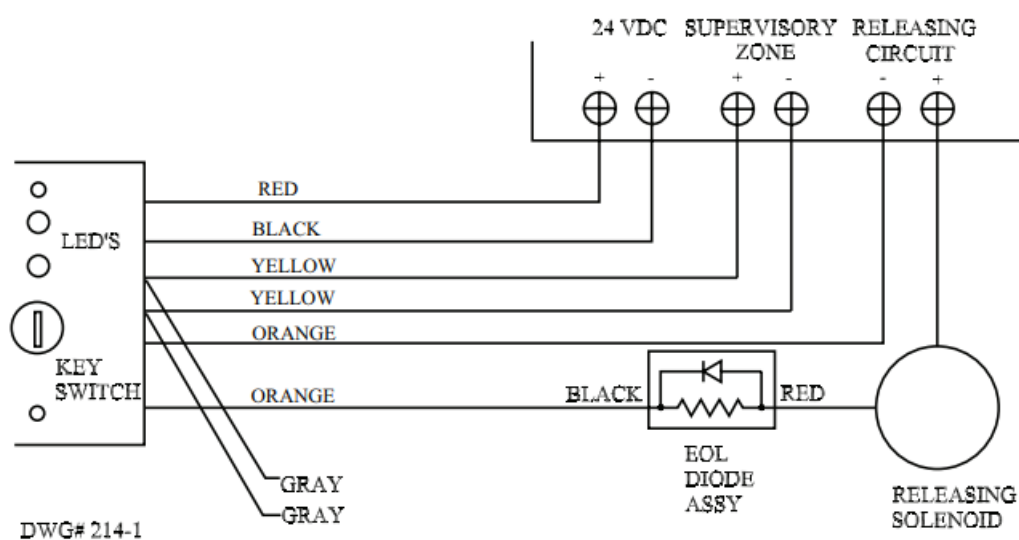 24 VDC
SUPERVISORY
ZONE
RELEASING
CIRCUIT
+
-
+
-
-
+
RED
BLACK
YELLOW
YELLOW
ORANGE
ORANGE
LED'S
KEY
SWITCH
BLACK
RED
EOL
DIODE
ASSY
RELEASING
SOLENOID
GRAY
GRAY
DWG# 214-1